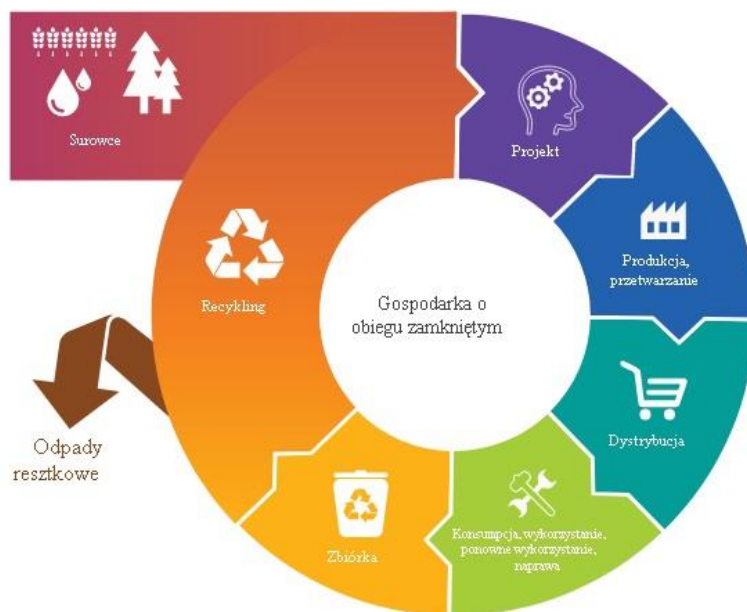 Surowce
Projekt
Produkcja,
przetwarzanie
Dystrybucja
Konsumpcja, wykorzystanie,
ponowne wykorzystanie,
naprawa
Zbiórka
Recykling
Odpady
resztkowe
Gospodarka o
obiegu zamkniętym